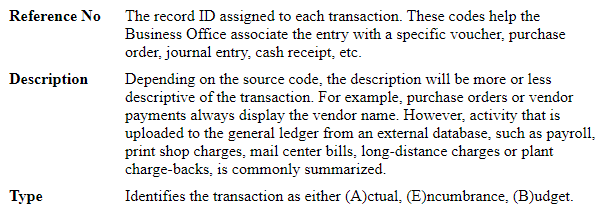 Reference No The record ID assigned to each transaction. These codes help the
Business Office associate the entry with a specific voucher, purchase
order, journal entry, cash receipt, etc.
Description Depending on the source code, the description will be more or less
descriptive of the transaction. For example, purchase orders or vendor
payments always display the vendor name. However, activity that is
uploaded to the general ledger from an external database, such as payroll,
print shop charges, mail center bills, long-distance charges or plant
charge-backs, is commonly summarized.
Type Identifies the transaction as either (A)ctual, (E)ncumbrance, (B)udget.